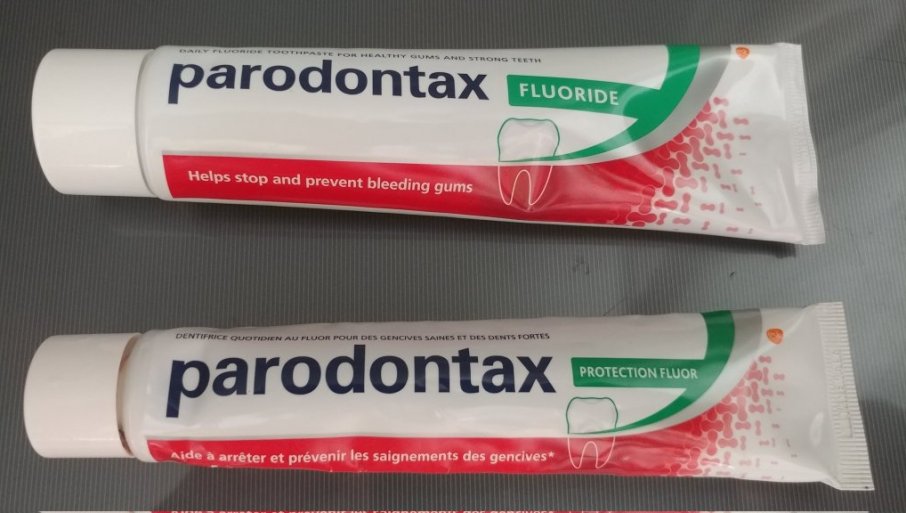 DAILY FLUORIDE TOOTHPASTE FOR HEALTHY GUMS AND STRONG TEETH
parodontax
FLUORIDE
Helps stop and prevent bleeding gums
DENTIFRICE QUOTIDIEN AU FLUOR POUR DES GENCIVES SAINES ET DES DENTS FORTES
parodontax
PROTECTION FLUOR
Aide à arrêter et prévenir les saignements des gencives*